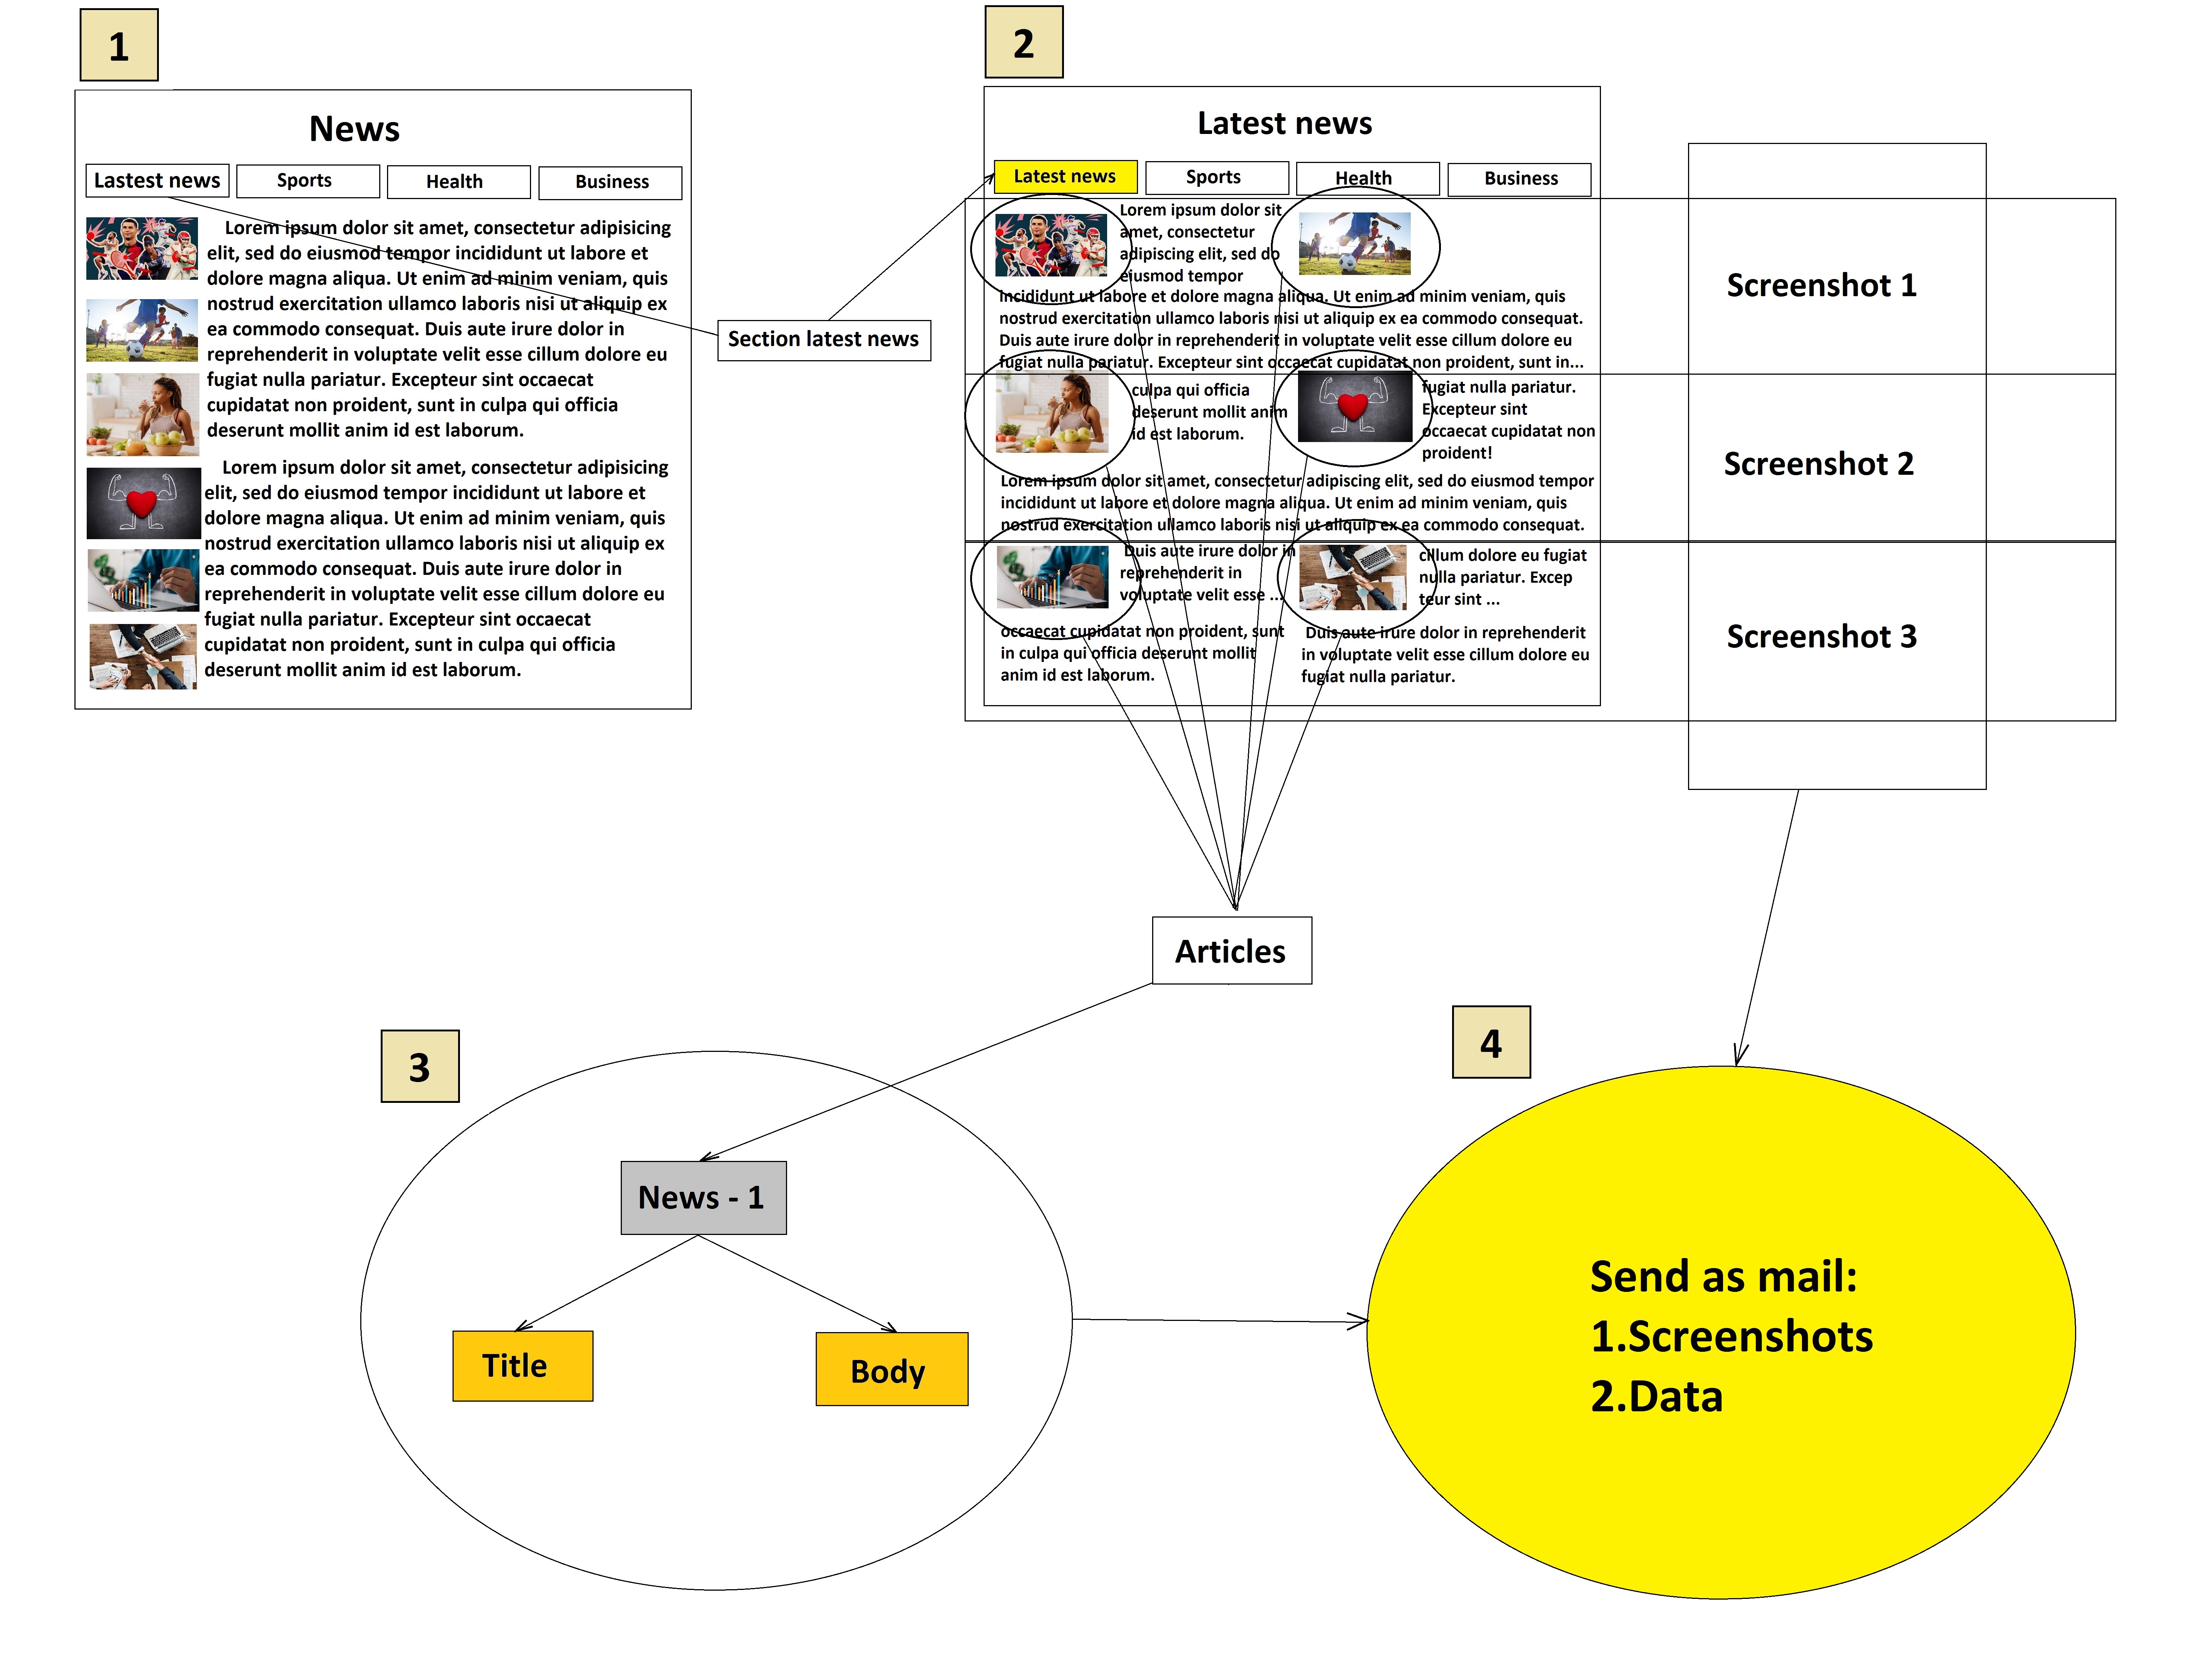 1
News
Lastest news
Sports
Health
Business
Lorem ipsum dolor sit amet, consectetur adipisicing
elit, sed do eiusmod tempor incididunt ut labore et
dolore magna aliqua. Ut enim ad minim veniam, quis
nostrud exercitation ullamco laboris nisi ut aliquip ex
ea commodo consequat. Duis aute irure dolor in
reprehenderit in voluptate velit esse cillum dolore eu
fugiat nulla pariatur. Excepteur sint occaecat
cupidatat non proident, sunt in culpa qui officia
deserunt mollit anim id est laborum.
Lorem ipsum dolor sit amet, consectetur adipisicing
elit, sed do eiusmod tempor incididunt ut labore et
dolore magna aliqua. Ut enim ad minim veniam, quis
nostrud exercitation ullamco laboris nisi ut aliquip ex
ea commodo consequat. Duis aute irure dolor in
reprehenderit in voluptate velit esse cillum dolore eu
fugiat nulla pariatur. Excepteur sint occaecat
cupidatat non proident, sunt in culpa qui officia
deserunt mollit anim id est laborum.
Section latest news
2
Latest news
Latest news
Sports
Health
Business
Lorem ipsum dolor sit
amet, consectetur
adipiscing elit, sed do
eiusmod tempor
incididunt ut labore et dolore magna aliqua. Ut enim ad minim veniam, quis
nostrud exercitation ullamco laboris nisi ut aliquip ex ea commodo consequat.
Duis aute irure dolor in reprehenderit in voluptate velit esse cillum dolore eu
fugiat nulla pariatur. Excepteur sint occaecat cupidatat non proident, sunt in...
culpa qui officia
deserunt mollit anim
id est laborum.
fugiat nulla pariatur.
Excepteur sint
occaecat cupidatat non
proident!
Lorem ipsum dolor sit amet, consectetur adipiscing elit, sed do eiusmod tempor
incididunt ut labore et dolore magna aliqua. Ut enim ad minim veniam, quis
nostrud exercitation ullamco laboris nisi ut aliquip ex ea commodo consequat.
Duis aute irure dolor in
reprehenderit in
voluptate velit esse ...
cillum dolore eu fugiat
nulla pariatur. Excep
teur sint ...
occaecat cupidatat non proident, sunt
in culpa qui officia deserunt mollit
anim id est laborum.
Duis aute irure dolor in reprehenderit
in voluptate velit esse cillum dolore eu
fugiat nulla pariatur.
Screenshot 1
Screenshot 2
Screenshot 3
Articles
3
News - 1
Title
Body
4
Send as mail:
1.Screenshots
2.Data